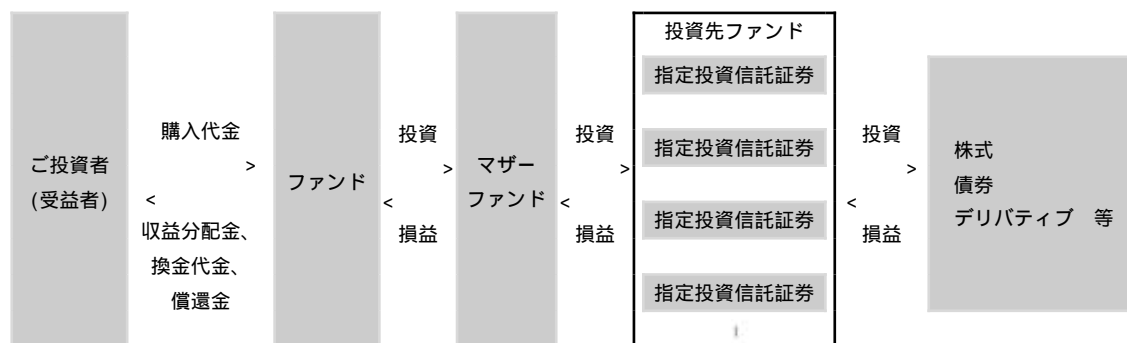 ご投資者
(受益者)
購入代金
>
<
収益分配金、
換金代金、
償還金
ファンド
投資
>
<
損益
マザー
ファンド
投資
>
<
損益
投資先ファンド
指定投資信託証券
指定投資信託証券
指定投資信託証券
指定投資信託証券
投資
>
<
損益
株式
債券
デリバティブ 等